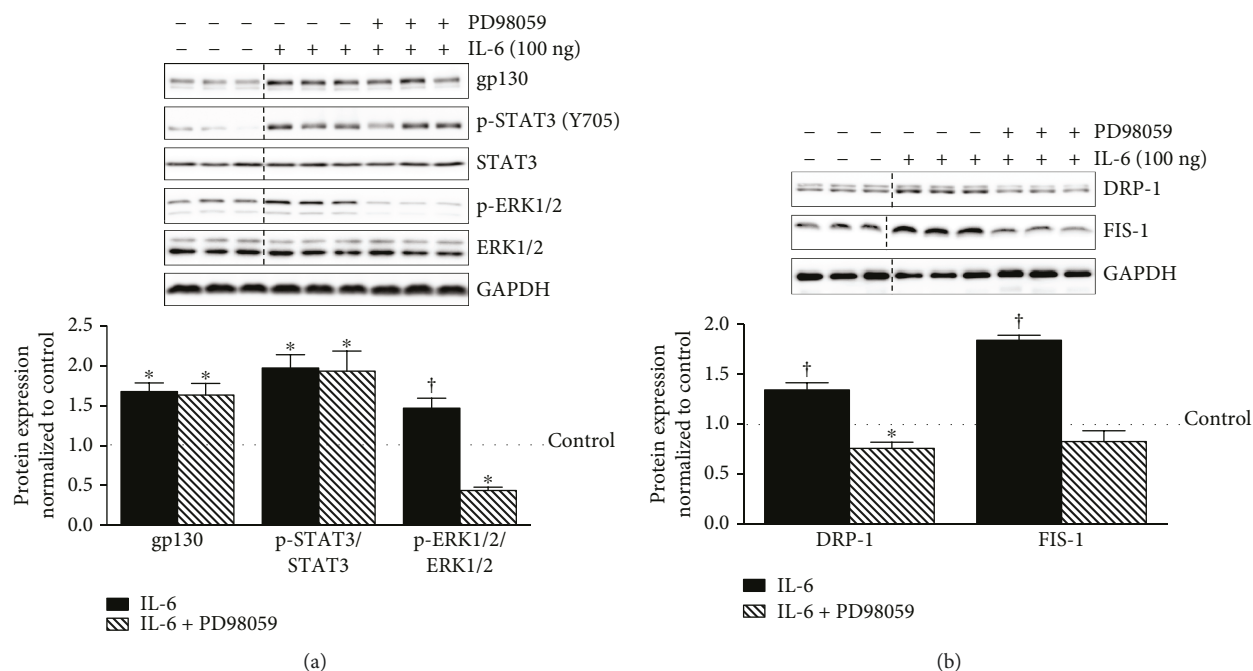 − − − − − − + + + PD98059
− − − + + + + + + IL-6 (100 ng)
gp130
p-STAT3 (Y705)
STAT3
p-ERK1/2
ERK1/2
GAPDH
Protein expression
normalized to control
2.5
2.0
1.5
1.0
0.5
0.0
* * * * † *
Control
gp130
p-STAT3/
STAT3
p-ERK1/2/
ERK1/2
IL-6
IL-6 + PD98059
(a)
− − − − − − + + + PD98059
− − − + + + + + + IL-6 (100 ng)
DRP-1
FIS-1
GAPDH
Protein expression
normalized to control
2.0
1.5
1.0
0.5
0.0
† * †
Control
DRP-1
FIS-1
IL-6
IL-6 + PD98059
(b)